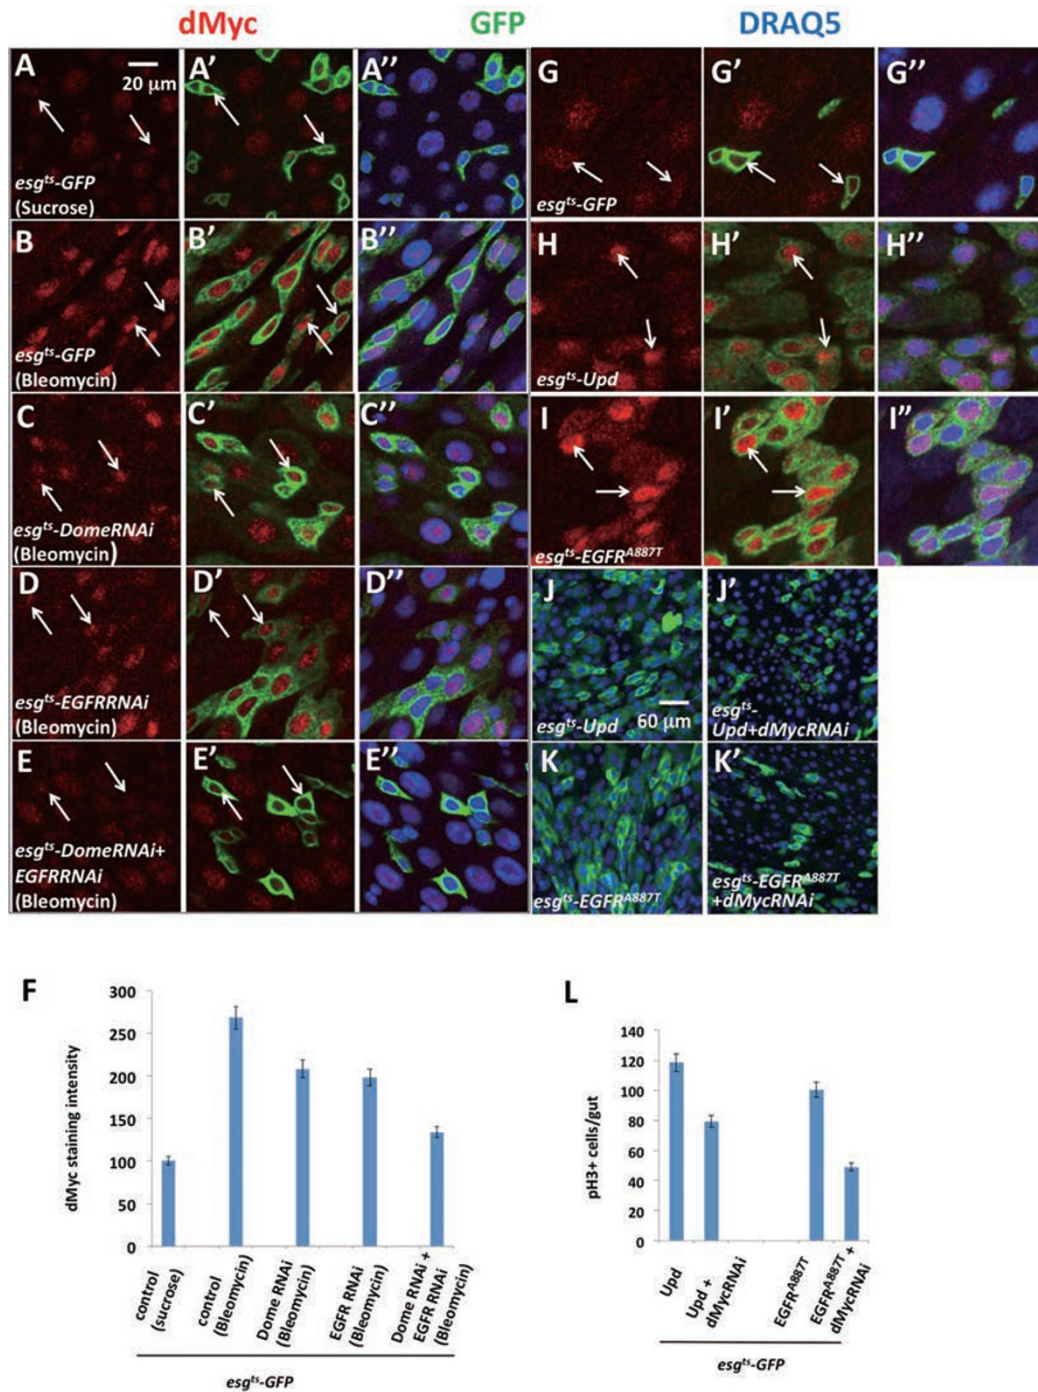 dMyc GFP DRAQ5
A A’ A’’ G G’ G’’
20 μm
esgᵗˢ-GFP
(Sucrose)
esgᵗˢ-GFP
B B’ B’’ H H’ H’’
esgᵗˢ-GFP
(Bleomycin)
esgᵗˢ-Upd
C C’ C’’ I I’ I’’
esgᵗˢ-DomeRNAi
(Bleomycin)
esgᵗˢ-EGFRᴬ⁸⁸⁷ᵀ
D D’ D’’ J J’
esgᵗˢ-EGFRRNAi
(Bleomycin)
esgᵗˢ-Upd
60 μm
esgᵗˢ-
Upd+dMycRNAi
E E’ E’’ K K’
esgᵗˢ-DomeRNAi+
EGFRRNAi
(Bleomycin)
esgᵗˢ-EGFRᴬ⁸⁸⁷ᵀ
esgᵗˢ-EGFRᴬ⁸⁸⁷ᵀ
+dMycRNAi
F
dMyc staining intensity
300
250
200
150
100
50
0
control
(sucrose)
control
(Bleomycin)
Dome RNAi
(Bleomycin)
EGFR RNAi
(Bleomycin)
Dome RNAi +
EGFR RNAi
(Bleomycin)
esgᵗˢ-GFP
L
pH3+ cells/gut
140
120
100
80
60
40
20
0
Upd
Upd +
dMycRNAi
EGFRᴬ⁸⁸⁷ᵀ
EGFRᴬ⁸⁸⁷ᵀ +
dMycRNAi
esgᵗˢ-GFP